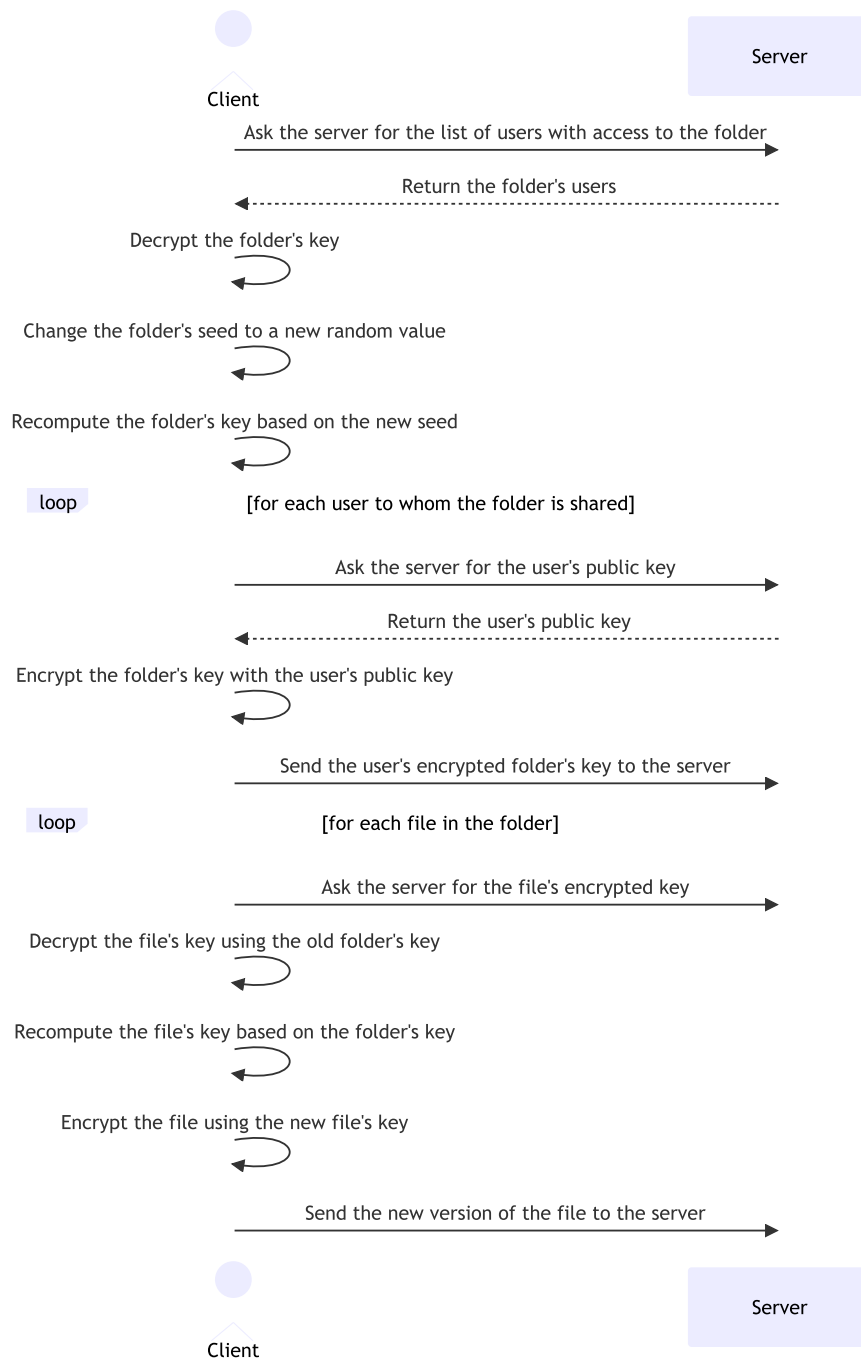 Server
Client
Ask the server for the list of users with access to the folder
Return the folder's users
Decrypt the folder's key
Change the folder's seed to a new random value
Recompute the folder's key based on the new seed
loop [for each user to whom the folder is shared]
Ask the server for the user's public key
Return the user's public key
Encrypt the folder's key with the user's public key
Send the user's encrypted folder's key to the server
loop [for each file in the folder]
Ask the server for the file's encrypted key
Decrypt the file's key using the old folder's key
Recompute the file's key based on the folder's key
Encrypt the file using the new file's key
Send the new version of the file to the server
Server
Client